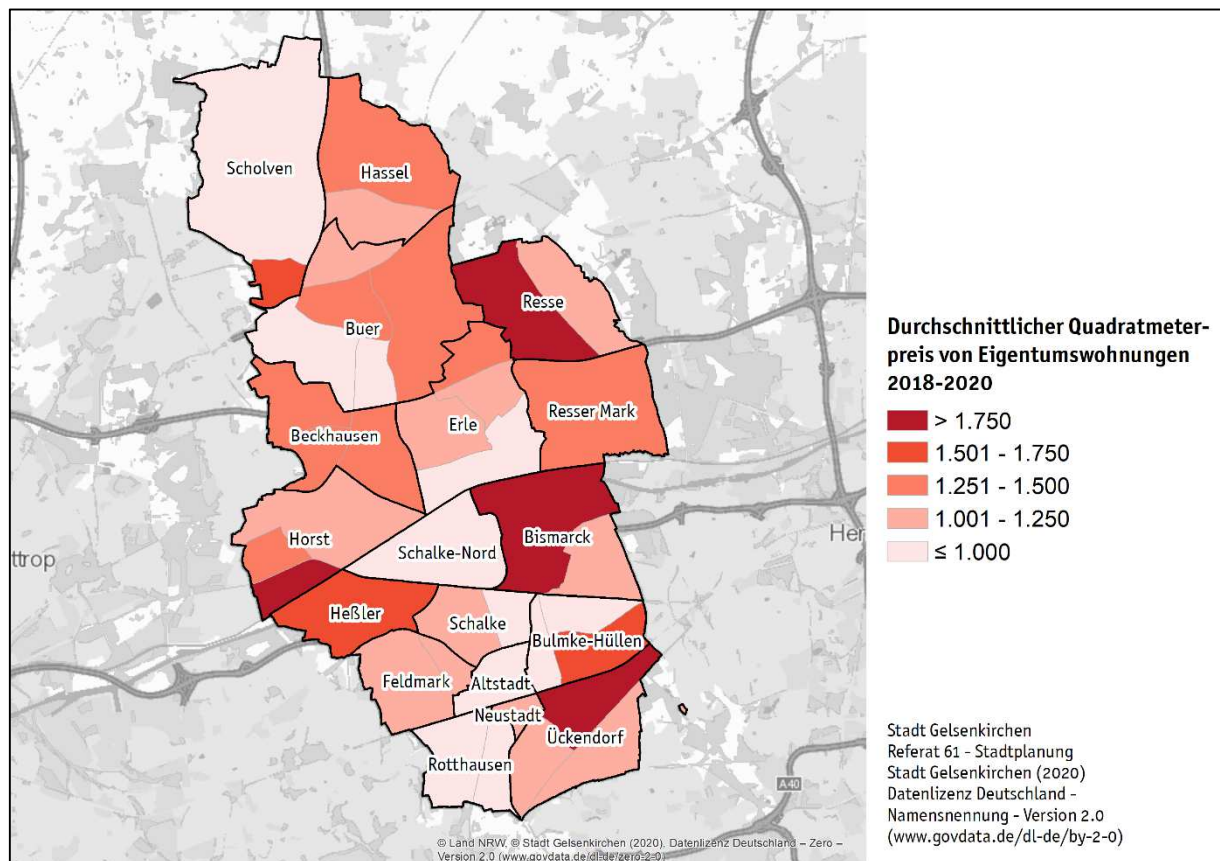 Scholven
Hassel
Resse
Buer
Resser Mark
Erle
Beckhausen
Horst
Schalke-Nord
Bismarck
ttrop
Her
Heßler
Schalke
Bulmke-Hüllen
Feldmark
Altstadt
Neustadt
Ückendorf
Rotthausen
A 40
© Land NRW, © Stadt Gelsenkirchen (2020), Datenlizenz Deutschland – Zero –
Version 2.0 (www.govdata.de/dl-de/zero-2-0)
Durchschnittlicher Quadratmeter-
preis von Eigentumswohnungen
2018-2020
> 1.750
1.501 - 1.750
1.251 - 1.500
1.001 - 1.250
≤ 1.000
Stadt Gelsenkirchen
Referat 61 - Stadtplanung
Stadt Gelsenkirchen (2020)
Datenlizenz Deutschland -
Namensnennung - Version 2.0
(www.govdata.de/dl-de/by-2-0)